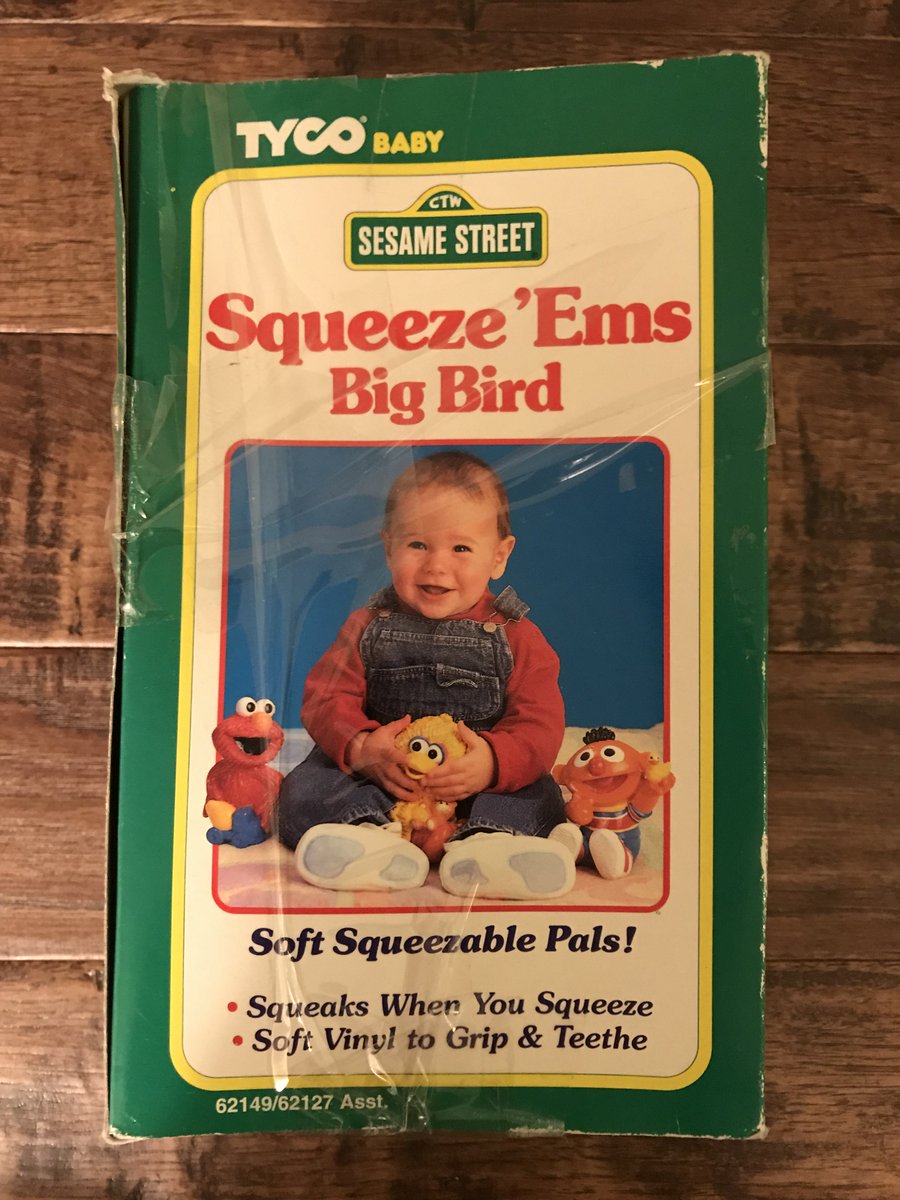 TYCO® BABY
CTW
SESAME STREET
Squeeze 'Ems
Big Bird
Soft Squeezable Pals!
• Squeaks When You Squeeze
• Soft Vinyl to Grip & Teethe
62149/62127 Asst.